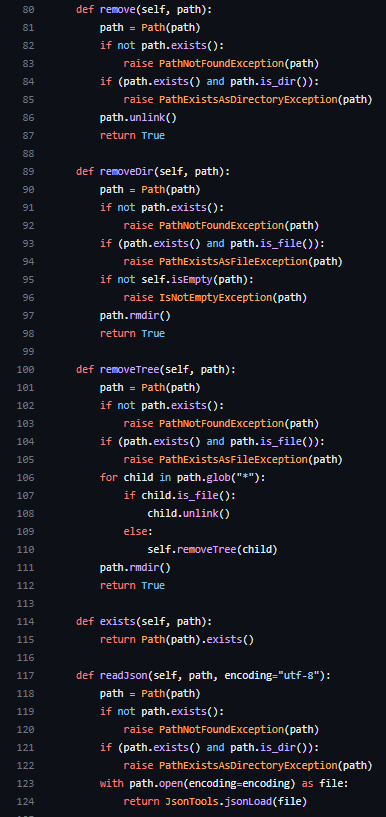 80 def remove(self, path):
81 path = Path(path)
82 if not path.exists():
83 raise PathNotFoundException(path)
84 if (path.exists() and path.is_dir()):
85 raise PathExistsAsDirectoryException(path)
86 path.unlink()
87 return True
88
89 def removeDir(self, path):
90 path = Path(path)
91 if not path.exists():
92 raise PathNotFoundException(path)
93 if (path.exists() and path.is_file()):
94 raise PathExistsAsFileException(path)
95 if not self.isEmpty(path):
96 raise IsNotEmptyException(path)
97 path.rmdir()
98 return True
99
100 def removeTree(self, path):
101 path = Path(path)
102 if not path.exists():
103 raise PathNotFoundException(path)
104 if (path.exists() and path.is_file()):
105 raise PathExistsAsFileException(path)
106 for child in path.glob("*"):
107 if child.is_file():
108 child.unlink()
109 else:
110 self.removeTree(child)
111 path.rmdir()
112 return True
113
114 def exists(self, path):
115 return Path(path).exists()
116
117 def readJson(self, path, encoding="utf-8"):
118 path = Path(path)
119 if not path.exists():
120 raise PathNotFoundException(path)
121 if (path.exists() and path.is_dir()):
122 raise PathExistsAsDirectoryException(path)
123 with path.open(encoding=encoding) as file:
124 return JsonTools.jsonLoad(file)